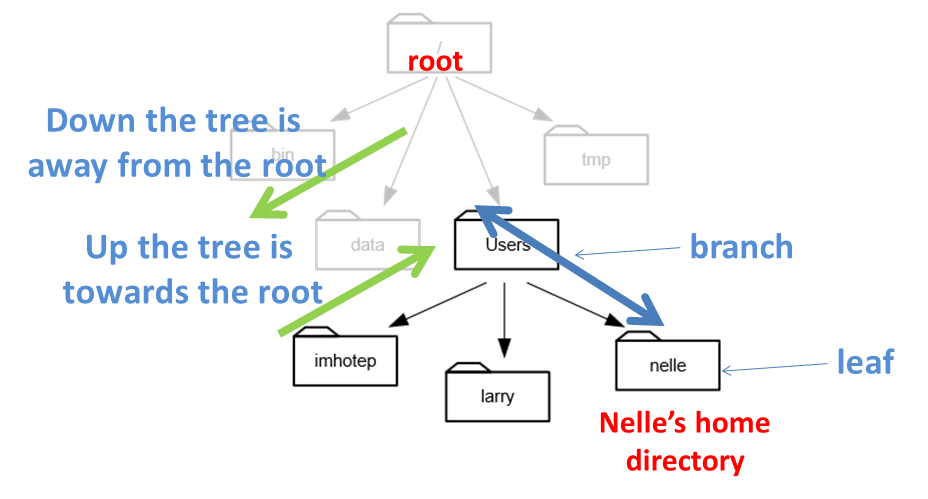 /
root
Down the tree is
away from the root
bin
tmp
Up the tree is
towards the root
data
Users
branch
imhotep
larry
nelle
leaf
Nelle’s home
directory